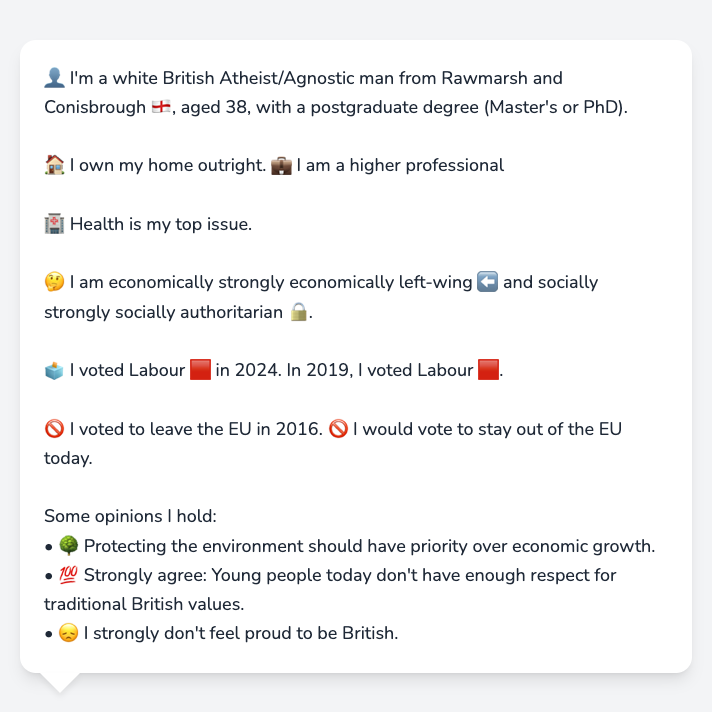 👤 I'm a white British Atheist/Agnostic man from Rawmarsh and
Conisbrough 🏴󠁧󠁢󠁥󠁮󠁧󠁿, aged 38, with a postgraduate degree (Master's or PhD).
🏠 I own my home outright. 💼 I am a higher professional
🏥 Health is my top issue.
🤔 I am economically strongly economically left-wing ⬅️ and socially
strongly socially authoritarian 🔒.
🗳️ I voted Labour 🟥 in 2024. In 2019, I voted Labour 🟥.
🚫 I voted to leave the EU in 2016. 🚫 I would vote to stay out of the EU
today.
Some opinions I hold:
• 🌳 Protecting the environment should have priority over economic growth.
• 💯 Strongly agree: Young people today don't have enough respect for
traditional British values.
• 😞 I strongly don't feel proud to be British.